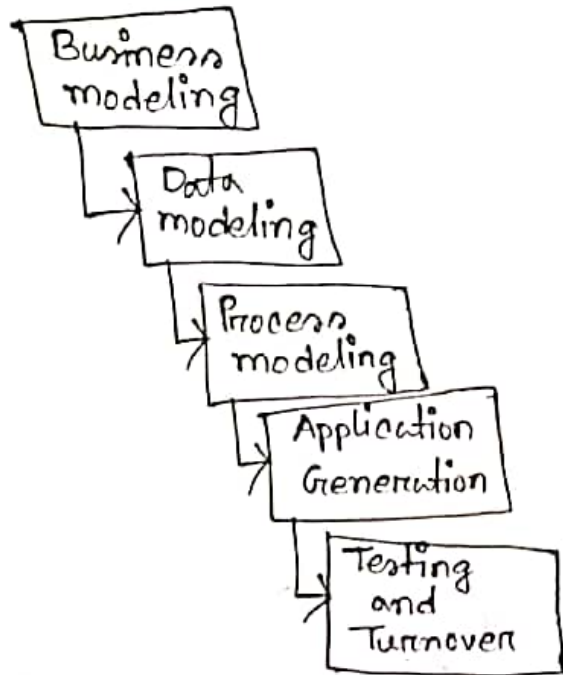 Business
modeling
Data
modeling
Process
modeling
Application
Generation
Testing
and
Turnover